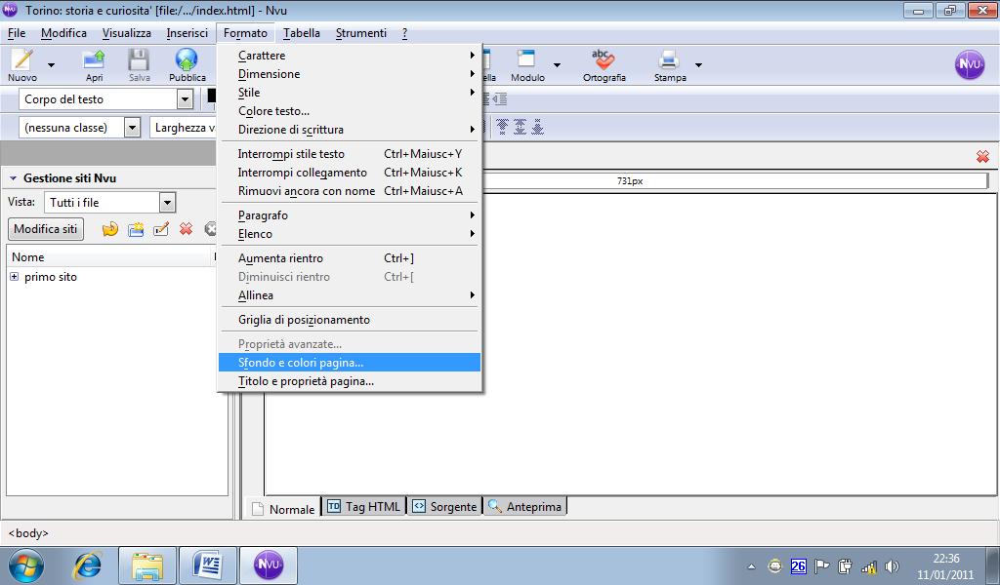 Torino: storia e curiosita' [file:/.../index.html] - Nvu
File Modifica Visualizza Inserisci Formato Tabella Strumenti ?
Nuovo Apri Salva Pubblica Modulo Ortografia Stampa
Corpo del testo
(nessuna classe) Larghezza
Gestione siti Nvu
Vista: Tutti i file
Modifica siti
Nome
primo sito
Carattere
Dimensione
Stile
Colore testo...
Direzione di scrittura
Interrompi stile testo Ctrl+Maiusc+Y
Interrompi collegamento Ctrl+Maiusc+K
Rimuovi ancora con nome Ctrl+Maiusc+A
Paragrafo
Elenco
Aumenta rientro Ctrl+]
Diminuisci rientro Ctrl+[
Allinea
Griglia di posizionamento
Proprietà avanzate...
Sfondo e colori pagina...
Titolo e proprietà pagina...
731px
Normale TD Tag HTML Sorgente Anteprima
<body>
26
22:36
11/01/2011